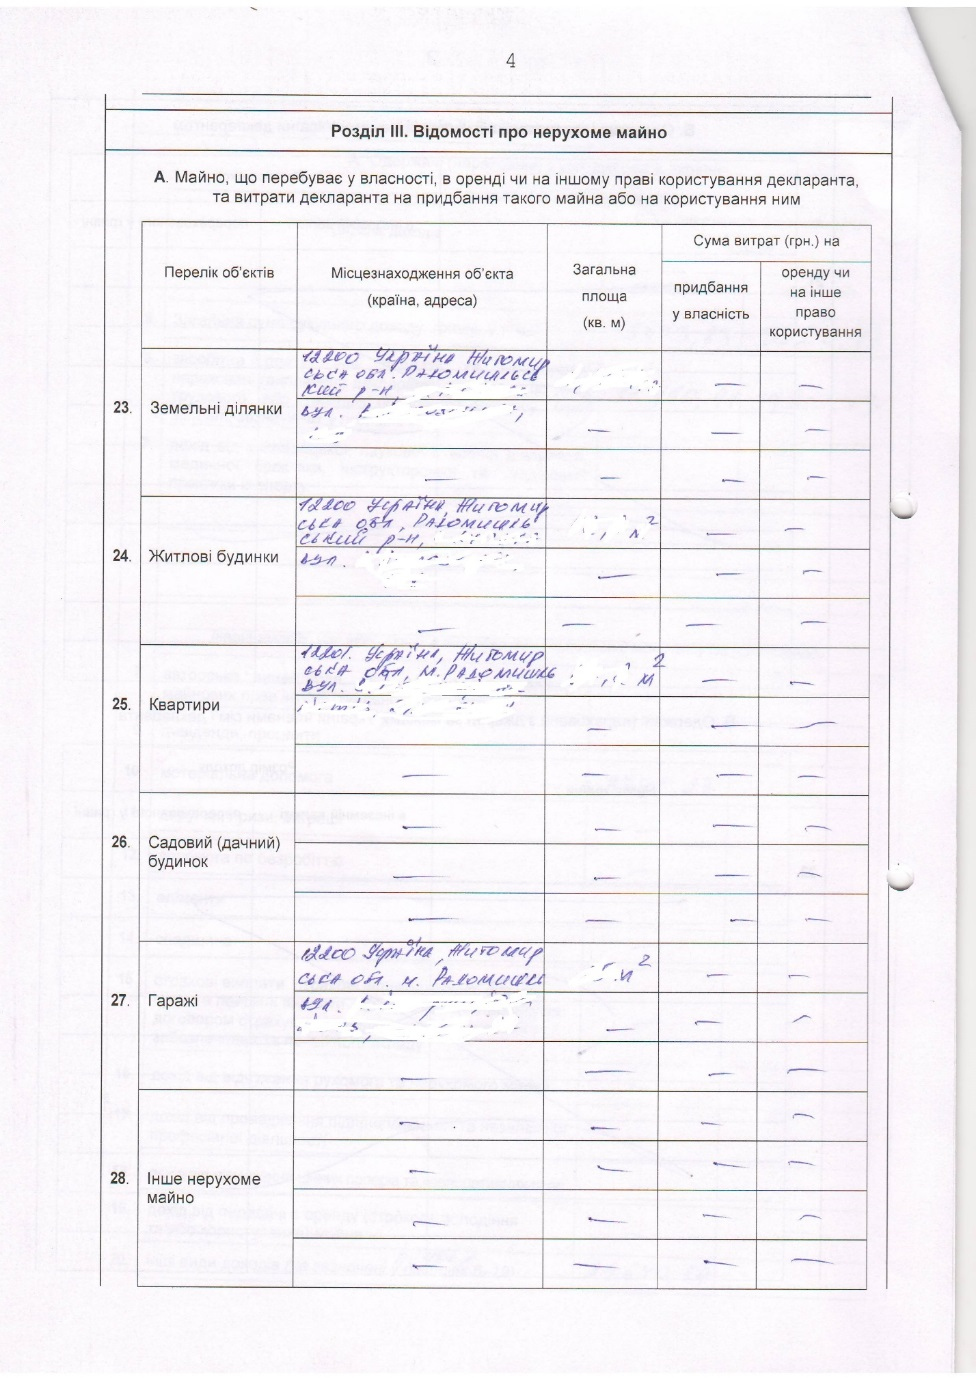 4
Розділ III. Відомості про нерухоме майно
А. Майно, що перебуває у власності, в оренді чи на іншому праві користування декларанта,
та витрати декларанта на придбання такого майна або на користування ним
Перелік об'єктів
Місцезнаходження об'єкта
(країна, адреса)
Загальна
площа
(кв. м)
Сума витрат (грн.) на
придбання
у власність
оренду чи
на інше
право
користування
23. Земельні ділянки
12200 Україна Житомир
ська обл. Радомишльсь
кий р-н,
вул.
24. Житлові будинки
12200 Україна, Житомир
ська обл, Радомишль
ський р-н,
вул.
м²
25. Квартири
12201. Україна, Житомир
ська обл, м. Радомишль
вул.
м²
26. Садовий (дачний)
будинок
27. Гаражі
12200 Україна, Житомир
ська обл. м. Радомишль
вул.
м²
28. Інше нерухоме
майно